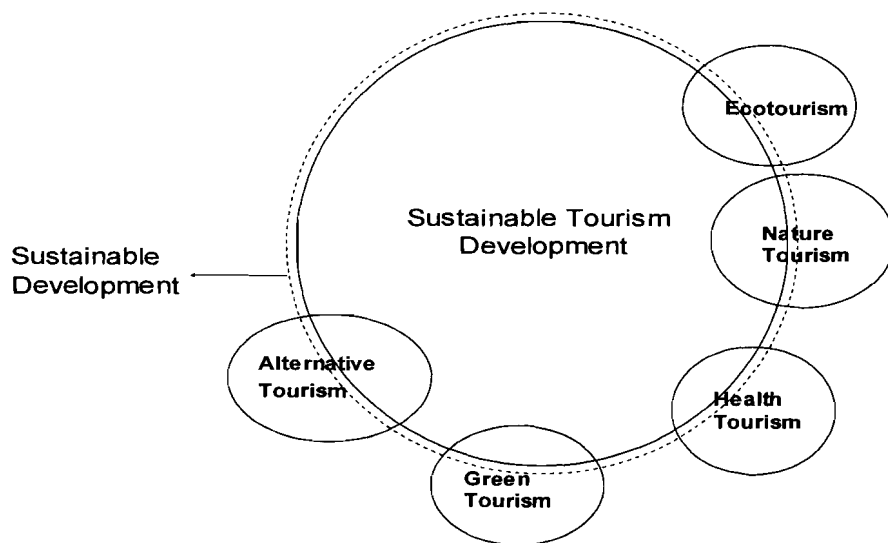 Ecotourism
Sustainable Tourism
Development
Nature
Tourism
Sustainable
Development
Alternative
Tourism
Health
Tourism
Green
Tourism